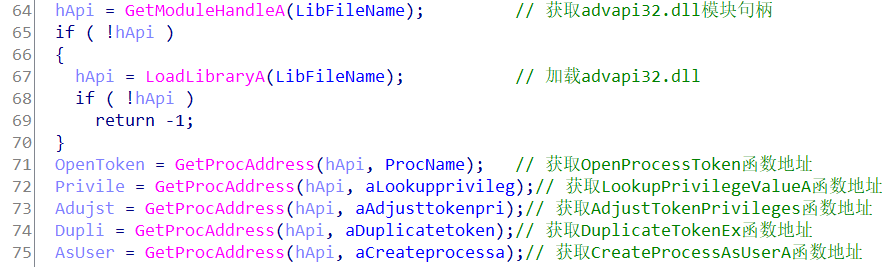 64 hApi = GetModuleHandleA(LibFileName); // 获取advapi32.dll模块句柄
65 if ( !hApi )
66 {
67 hApi = LoadLibraryA(LibFileName); // 加载advapi32.dll
68 if ( !hApi )
69 return -1;
70 }
71 OpenToken = GetProcAddress(hApi, ProcName); // 获取OpenProcessToken函数地址
72 Privile = GetProcAddress(hApi, aLookupprivileg);// 获取LookupPrivilegeValueA函数地址
73 Adujst = GetProcAddress(hApi, aAdjusttokenpri);// 获取AdjustTokenPrivileges函数地址
74 Dupli = GetProcAddress(hApi, aDuplicatetoken);// 获取DuplicateTokenEx函数地址
75 AsUser = GetProcAddress(hApi, aCreateprocessa);// 获取CreateProcessAsUserA函数地址